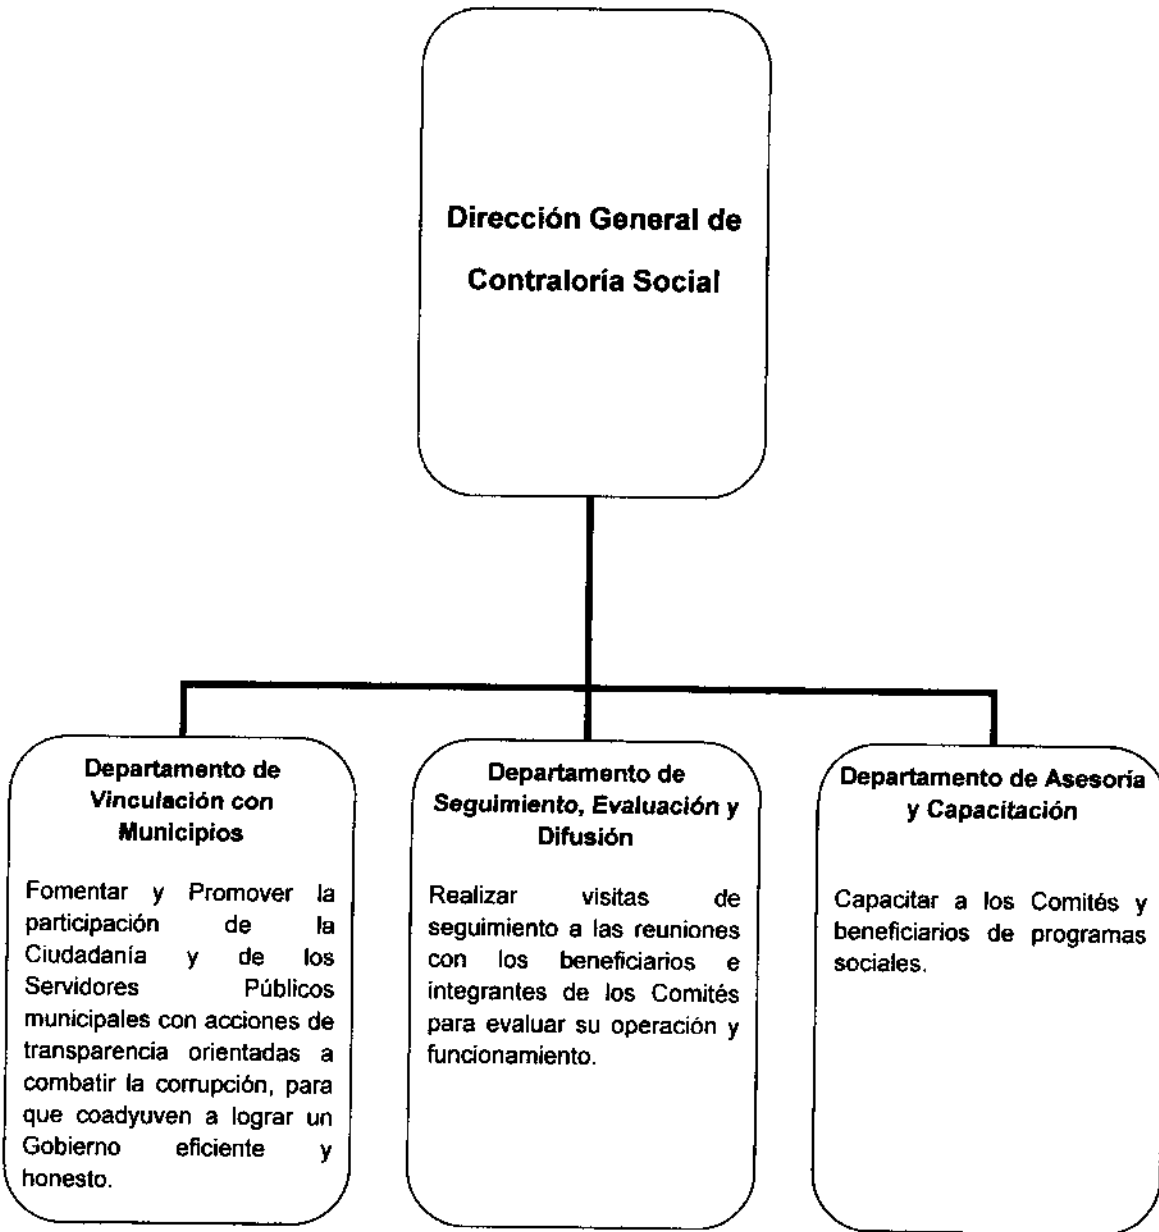 Dirección General de
Contraloría Social
Departamento de
Vinculación con
Municipios
Fomentar y Promover la
participación de la
Ciudadanía y de los
Servidores Públicos
municipales con acciones de
transparencia orientadas a
combatir la corrupción, para
que coadyuven a lograr un
Gobierno eficiente y
honesto.
Departamento de
Seguimiento, Evaluación y
Difusión
Realizar visitas de
seguimiento a las reuniones
con los beneficiarios e
integrantes de los Comités
para evaluar su operación y
funcionamiento.
Departamento de Asesoría
y Capacitación
Capacitar a los Comités y
beneficiarios de programas
sociales.